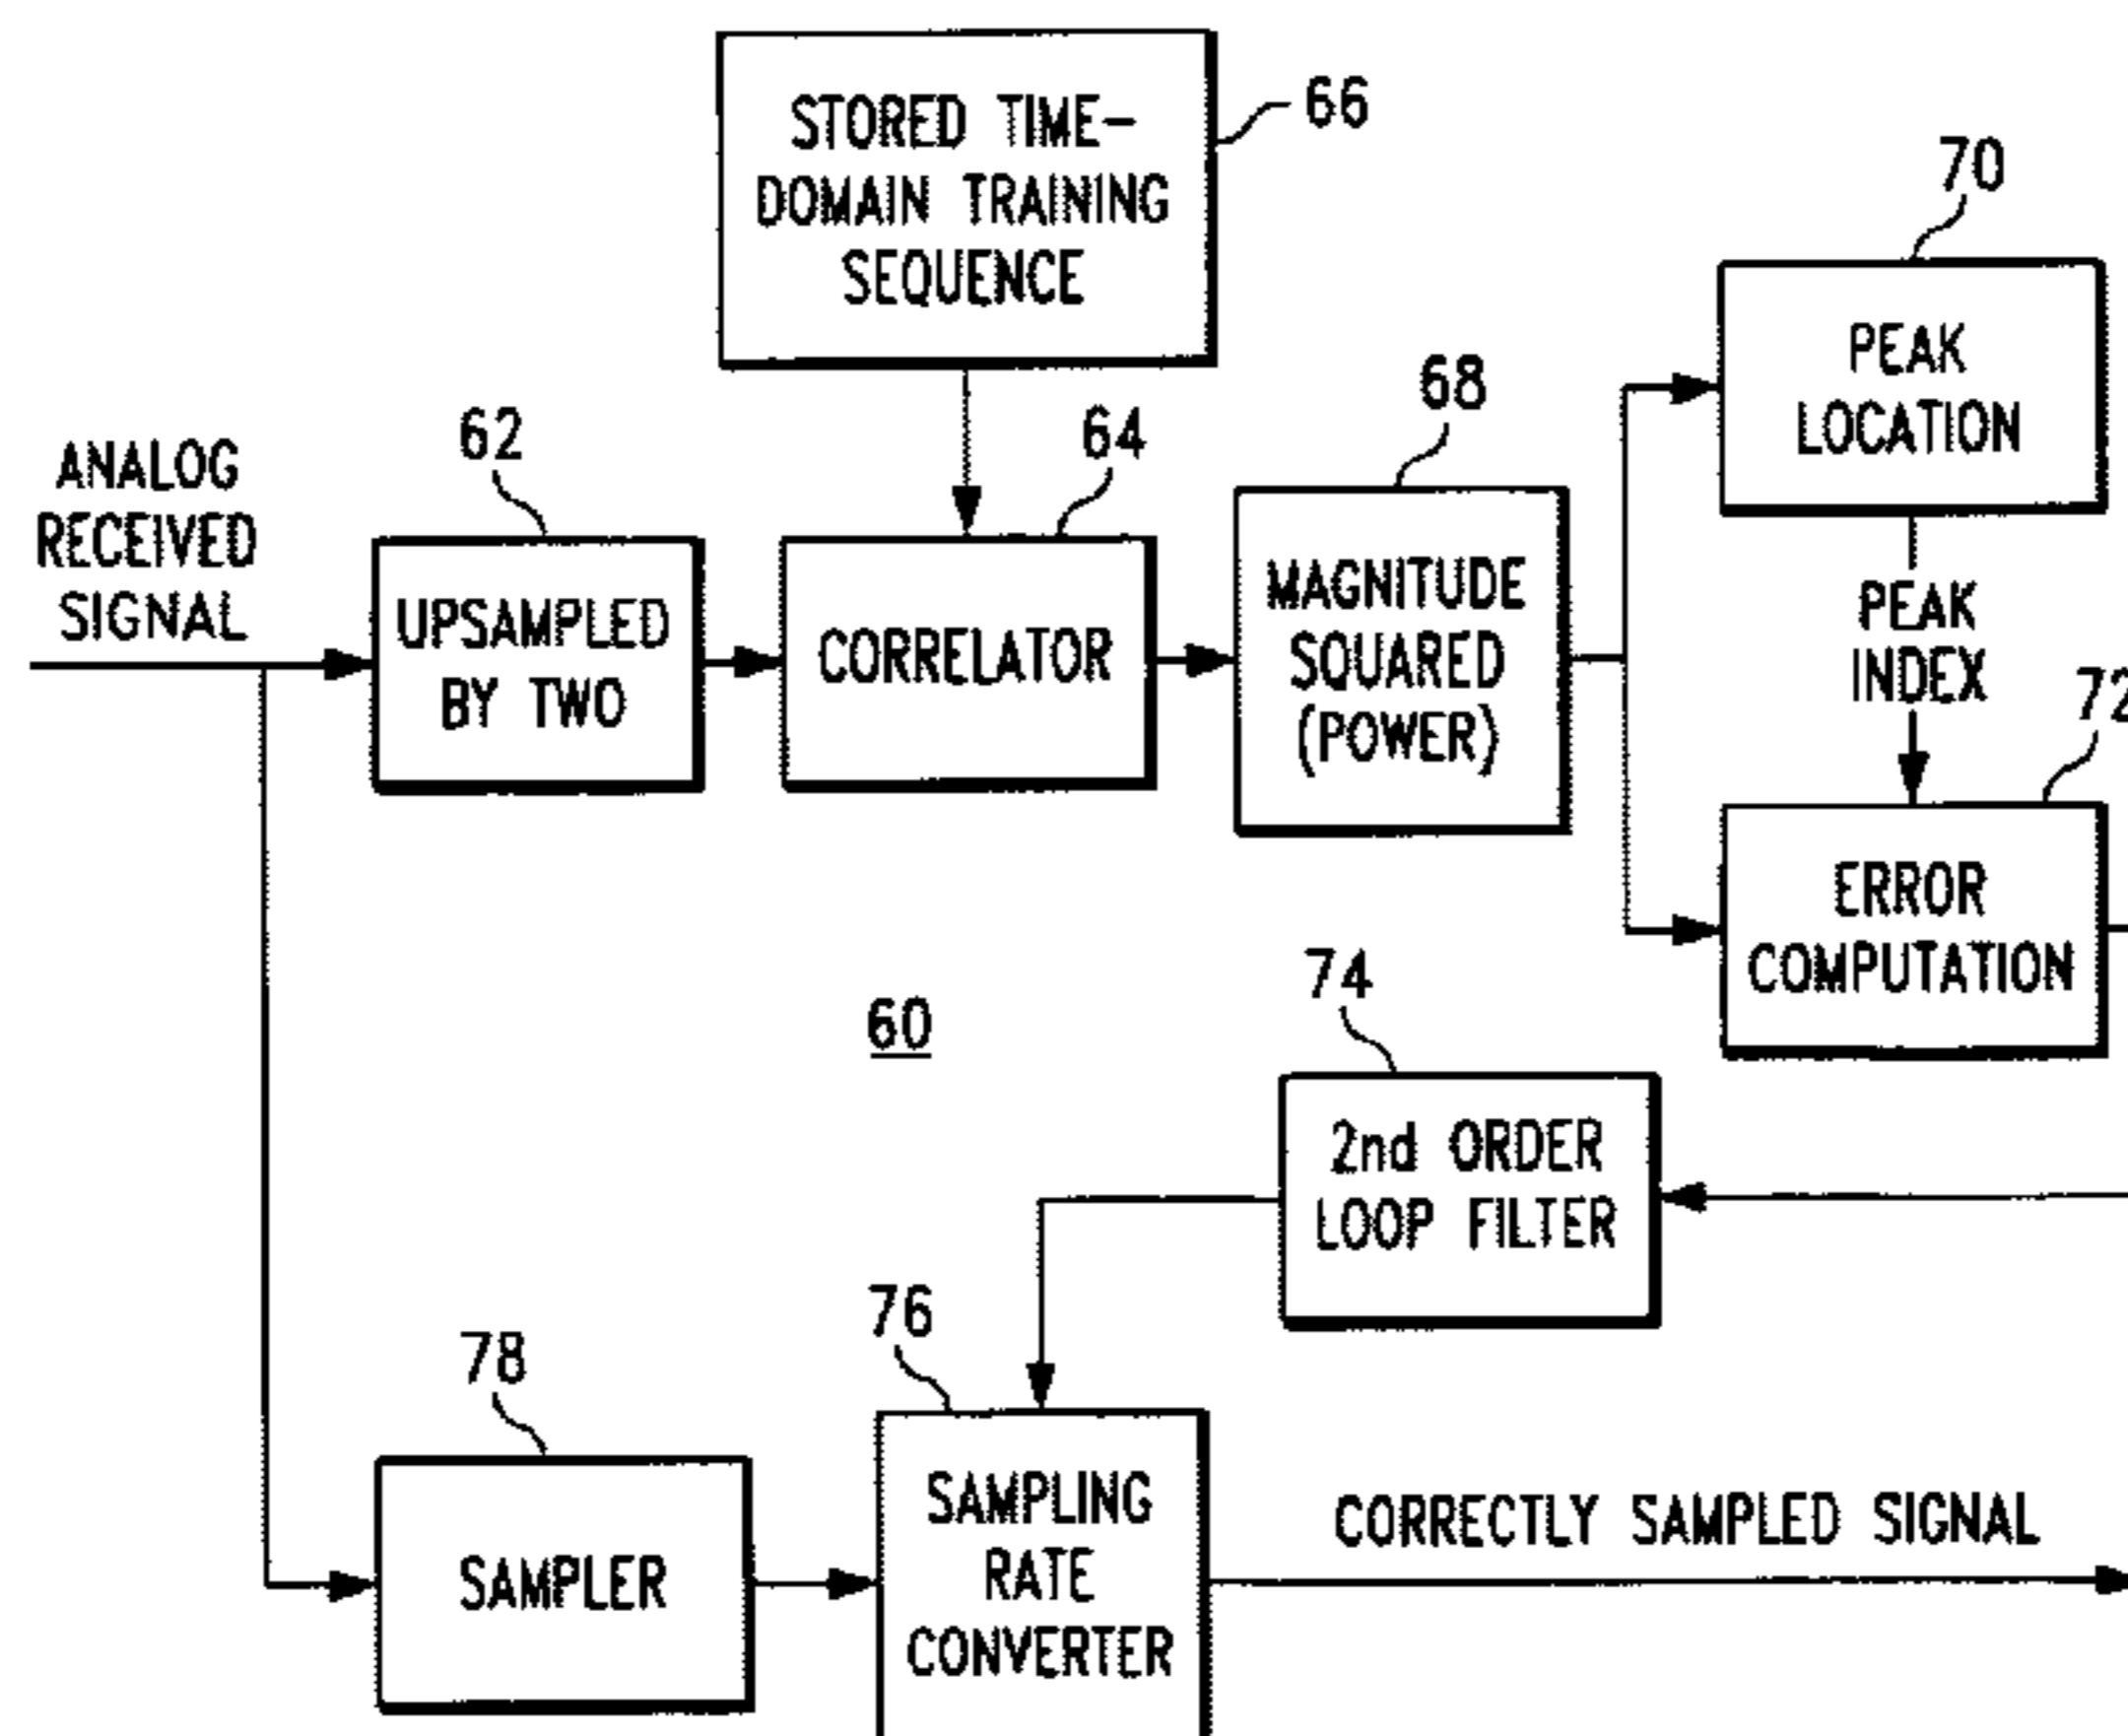 STORED TIME-
DOMAIN TRAINING
SEQUENCE
66
70
PEAK
LOCATION
68
62
64
ANALOG
RECEIVED
SIGNAL
UPSAMPLED
BY TWO
CORRELATOR
MAGNITUDE
SQUARED
(POWER)
PEAK
INDEX
72
ERROR
COMPUTATION
60
74
2nd ORDER
LOOP FILTER
76
78
SAMPLER
SAMPLING
RATE
CONVERTER
CORRECTLY SAMPLED SIGNAL